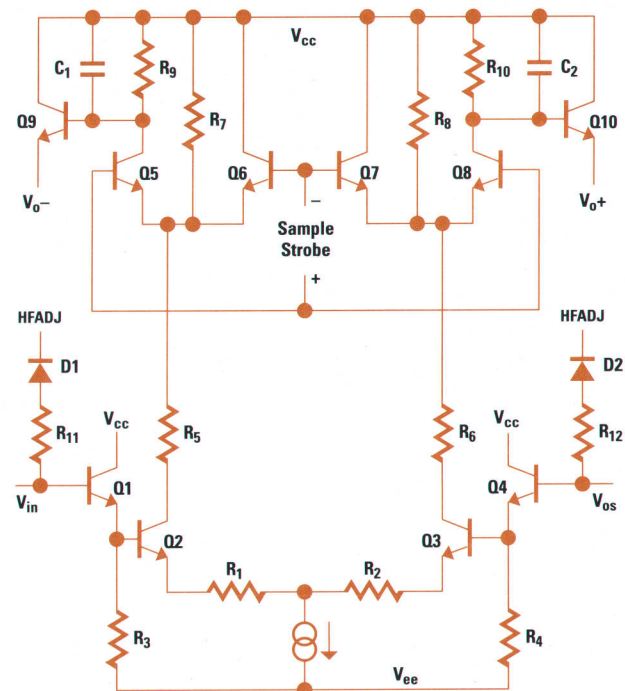 Vcc
C1
R9
R10
C2
R7
R8
Q9
Q10
Q5
Q6
Q7
Q8
Vo−
−
Vo+
Sample
Strobe
+
HFADJ
HFADJ
D1
D2
R11
Vcc
R5
R6
Vcc
R12
Vin
Q1
Q4
Vos
Q2
Q3
R1
R2
R3
R4
Vee